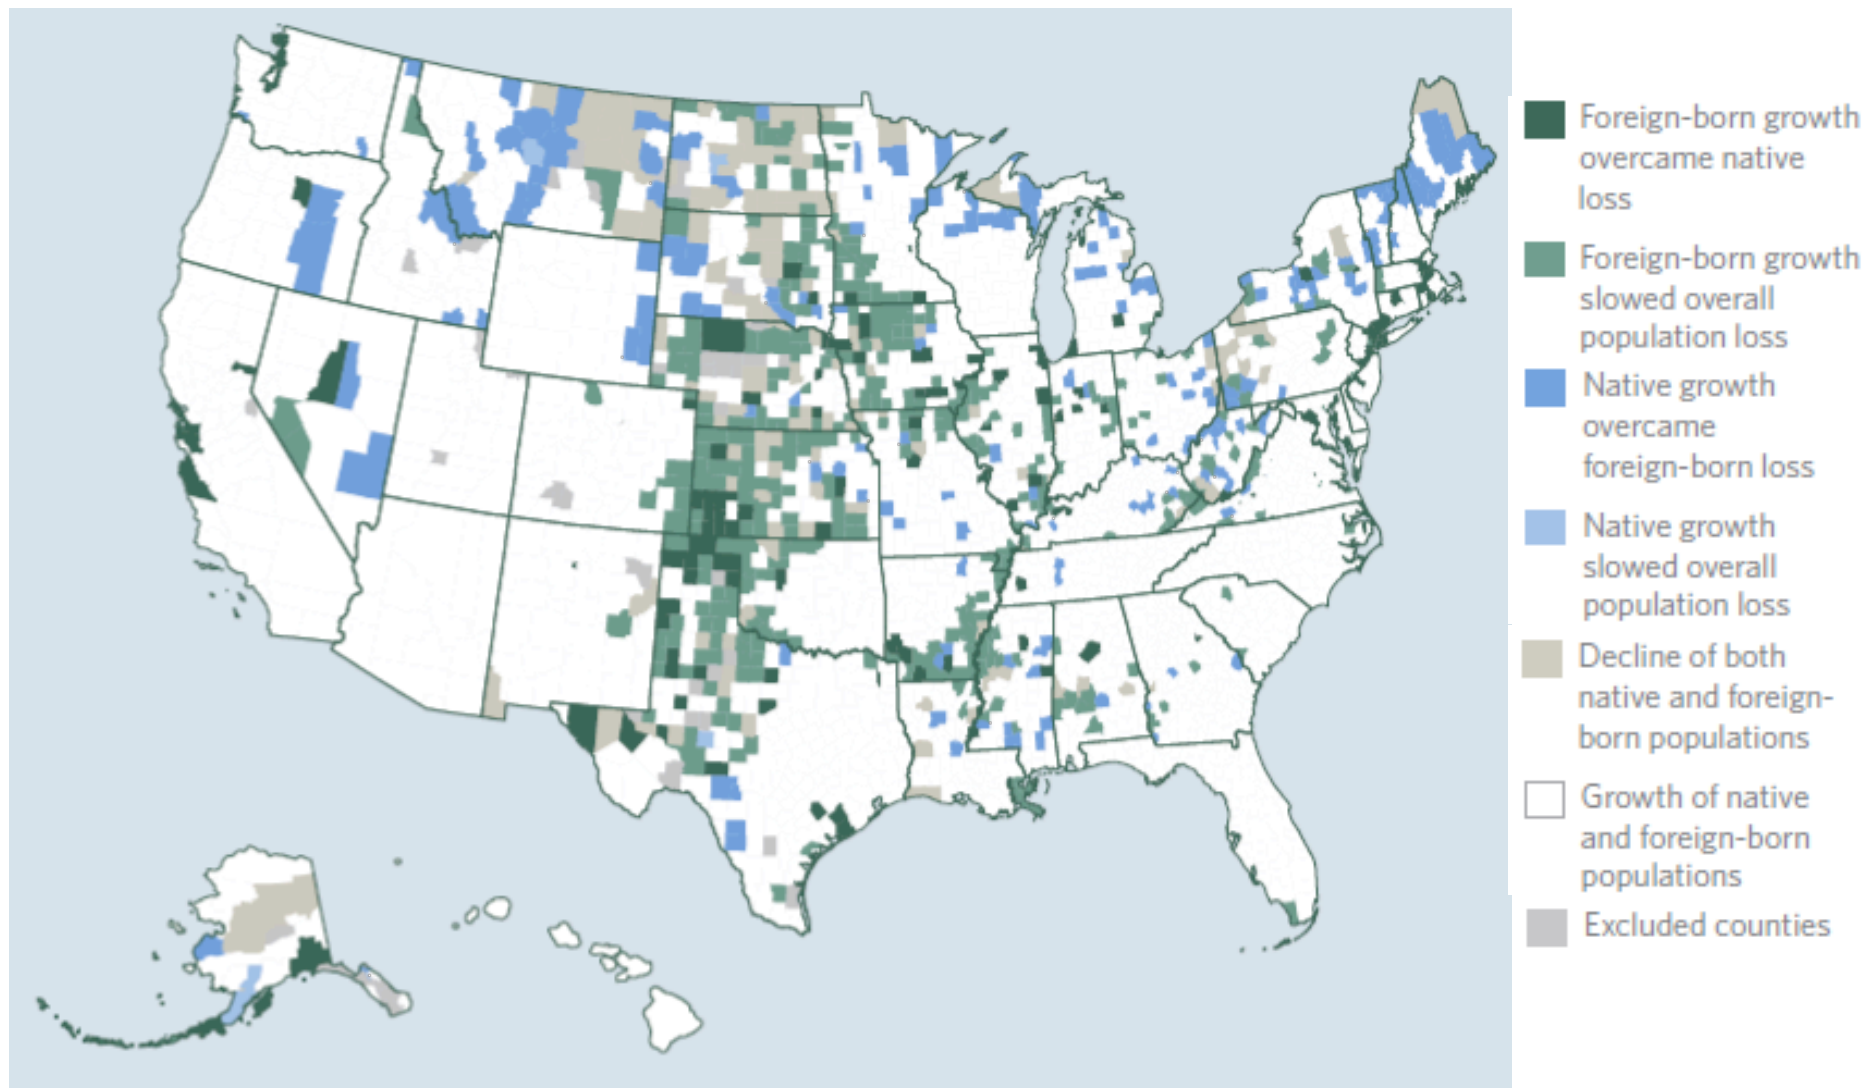 Foreign-born growth
overcame native
loss
Foreign-born growth
slowed overall
population loss
Native growth
overcame
foreign-born loss
Native growth
slowed overall
population loss
Decline of both
native and foreign-
born populations
Growth of native
and foreign-born
populations
Excluded counties